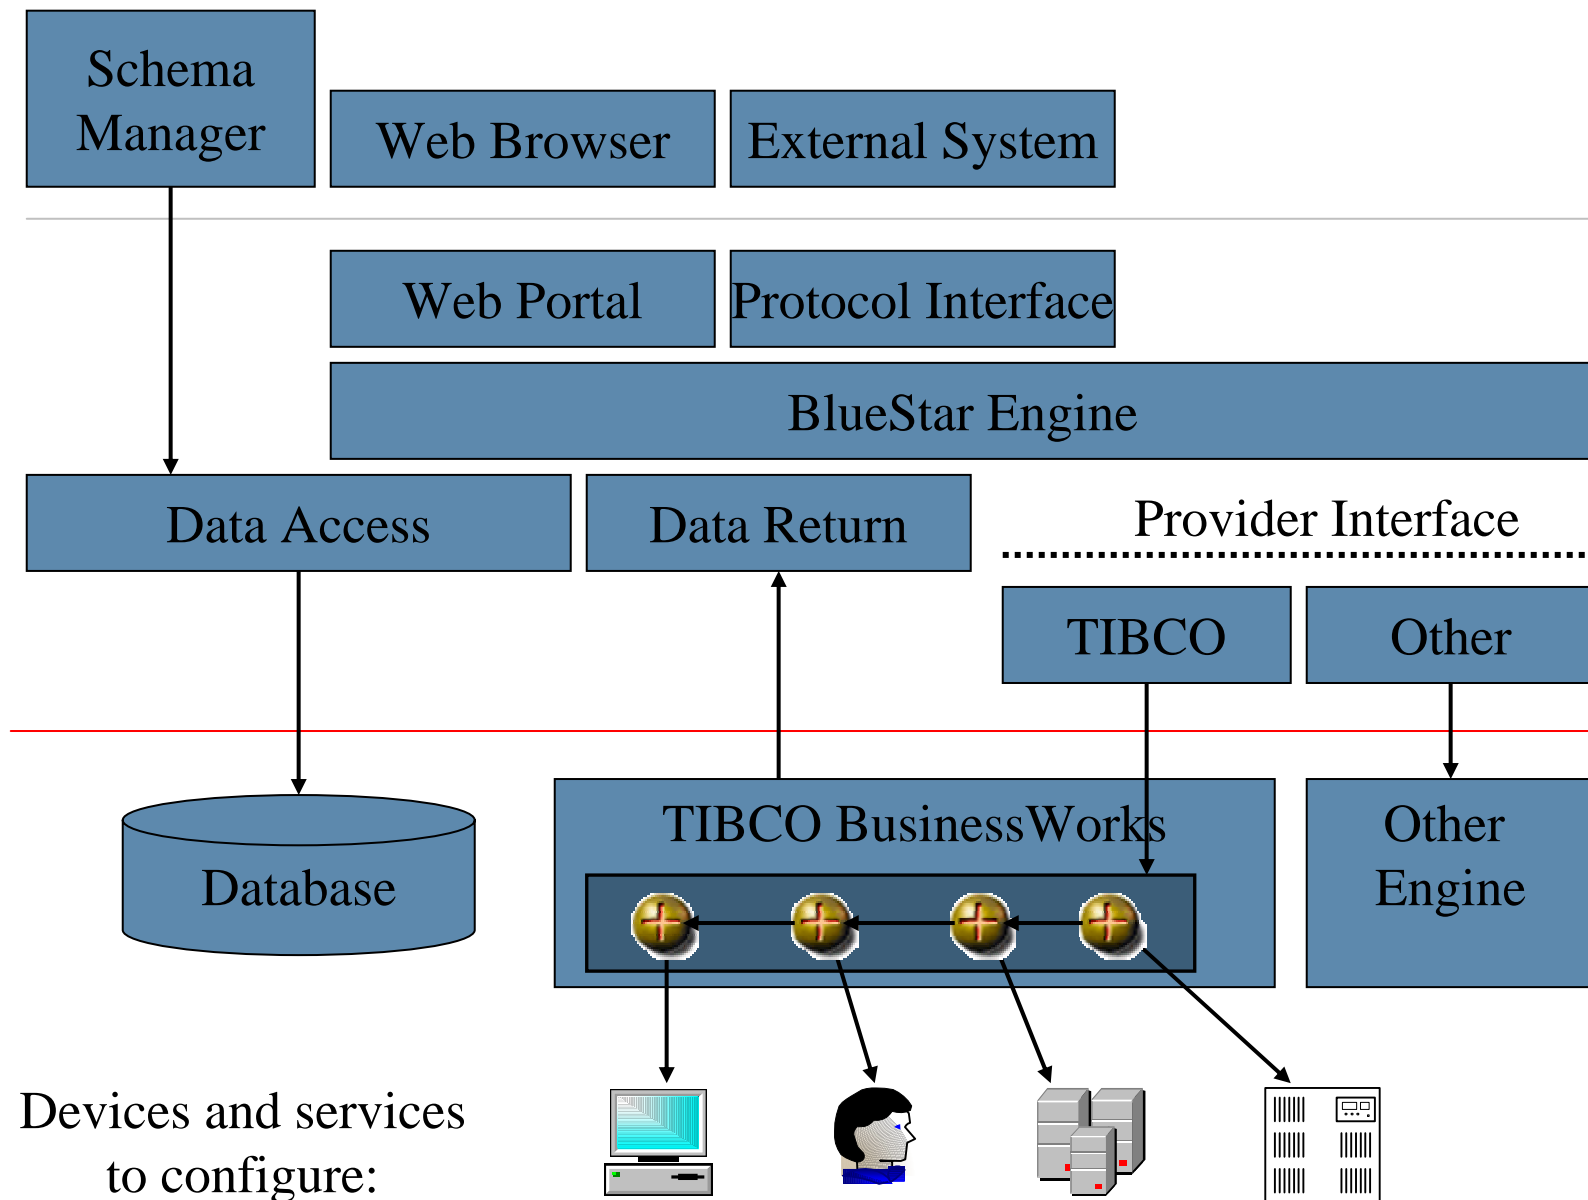 Schema
Manager
Web Browser
External System
Web Portal
Protocol Interface
BlueStar Engine
Data Access
Data Return
Provider Interface
TIBCO
Other
TIBCO BusinessWorks
Other
Engine
Database
Devices and services
to configure: